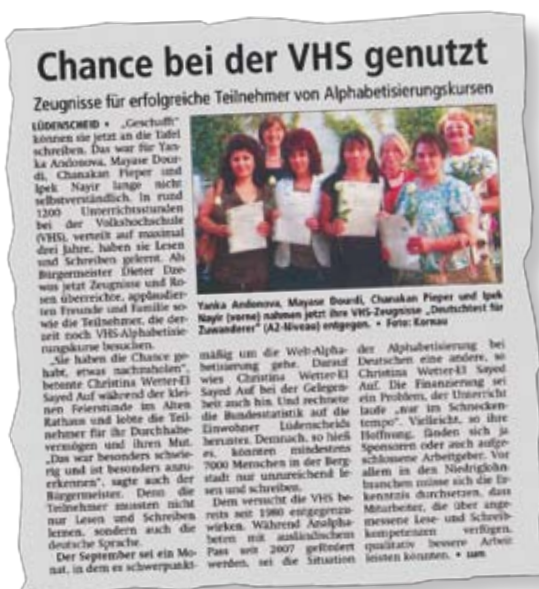 Chance bei der VHS genutzt
Zeugnisse für erfolgreiche Teilnehmer von Alphabetisierungskursen
LÜDENSCHEID • „Geschafft“
können sie jetzt an die Tafel
schreiben. Das war für Yan-
ka Andonova, Mayase Dour-
di, Chanakan Pieper und
Ipek Nayir lange nicht
selbstverständlich. In rund
1200 Unterrichtsstunden
bei der Volkshochschule
(VHS), verteilt auf maximal
drei Jahre, haben sie Lesen
und Schreiben gelernt. Als
Bürgermeister Dieter Dze-
was jetzt Zeugnisse und Ro-
sen überreichte, applaudier-
ten Freunde und Familie so-
wie die Teilnehmer, die der-
zeit noch VHS-Alphabetisie-
rungskurse besuchen.
„Sie haben die Chance ge-
habt, etwas nachzuholen“,
betonte Christina Wetter-El
Sayed Auf während der klei-
nen Feierstunde im Alten
Rathaus und lobte die Teil-
nehmer für ihr Durchhalte-
vermögen und ihren Mut.
„Das war besonders schwie-
rig und ist besonders anzu-
erkennen“, sagte auch der
Bürgermeister. Denn die
Teilnehmer mussten nicht
nur Lesen und Schreiben
lernen, sondern auch die
deutsche Sprache.
Der September sei ein Mo-
nat, in dem es schwerpunkt-
Yanka Andonova, Mayase Dourdi, Chanakan Pieper und Ipek
Nayir (vorne) nahmen jetzt ihre VHS-Zeugnisse „Deutschtest für
Zuwanderer“ (A2-Niveau) entgegen. • Foto: Kornau
mäßig um die Welt-Alpha-
betisierung gehe. Darauf
wies Christina Wetter-El
Sayed Auf bei der Gelegen-
heit auch hin. Und rechnete
die Bundesstatistik auf die
Einwohner Lüdenscheids
herunter. Demnach, so hieß
es, könnten mindestens
7000 Menschen in der Berg-
stadt nur unzureichend le-
sen und schreiben.
Dem versucht die VHS be-
reits seit 1980 entgegenzu-
wirken. Während Analpha-
beten mit ausländischem
Pass seit 2007 gefördert
werden, sei die Situation
der Alphabetisierung bei
Deutschen eine andere, so
Christina Wetter-El Sayed
Auf. Die Finanzierung sei
ein Problem, der Unterricht
laufe „nur im Schnecken-
tempo“. Vielleicht, so ihre
Hoffnung, fänden sich ja
Sponsoren oder auch aufge-
schlossene Arbeitgeber. Vor
allem in den Niedriglohn-
branchen müsse sich die Er-
kenntnis durchsetzen, dass
Mitarbeiter, die über ange-
messene Lese- und Schreib-
kompetenzen verfügen,
qualitativ bessere Arbeit
leisten könnten. •